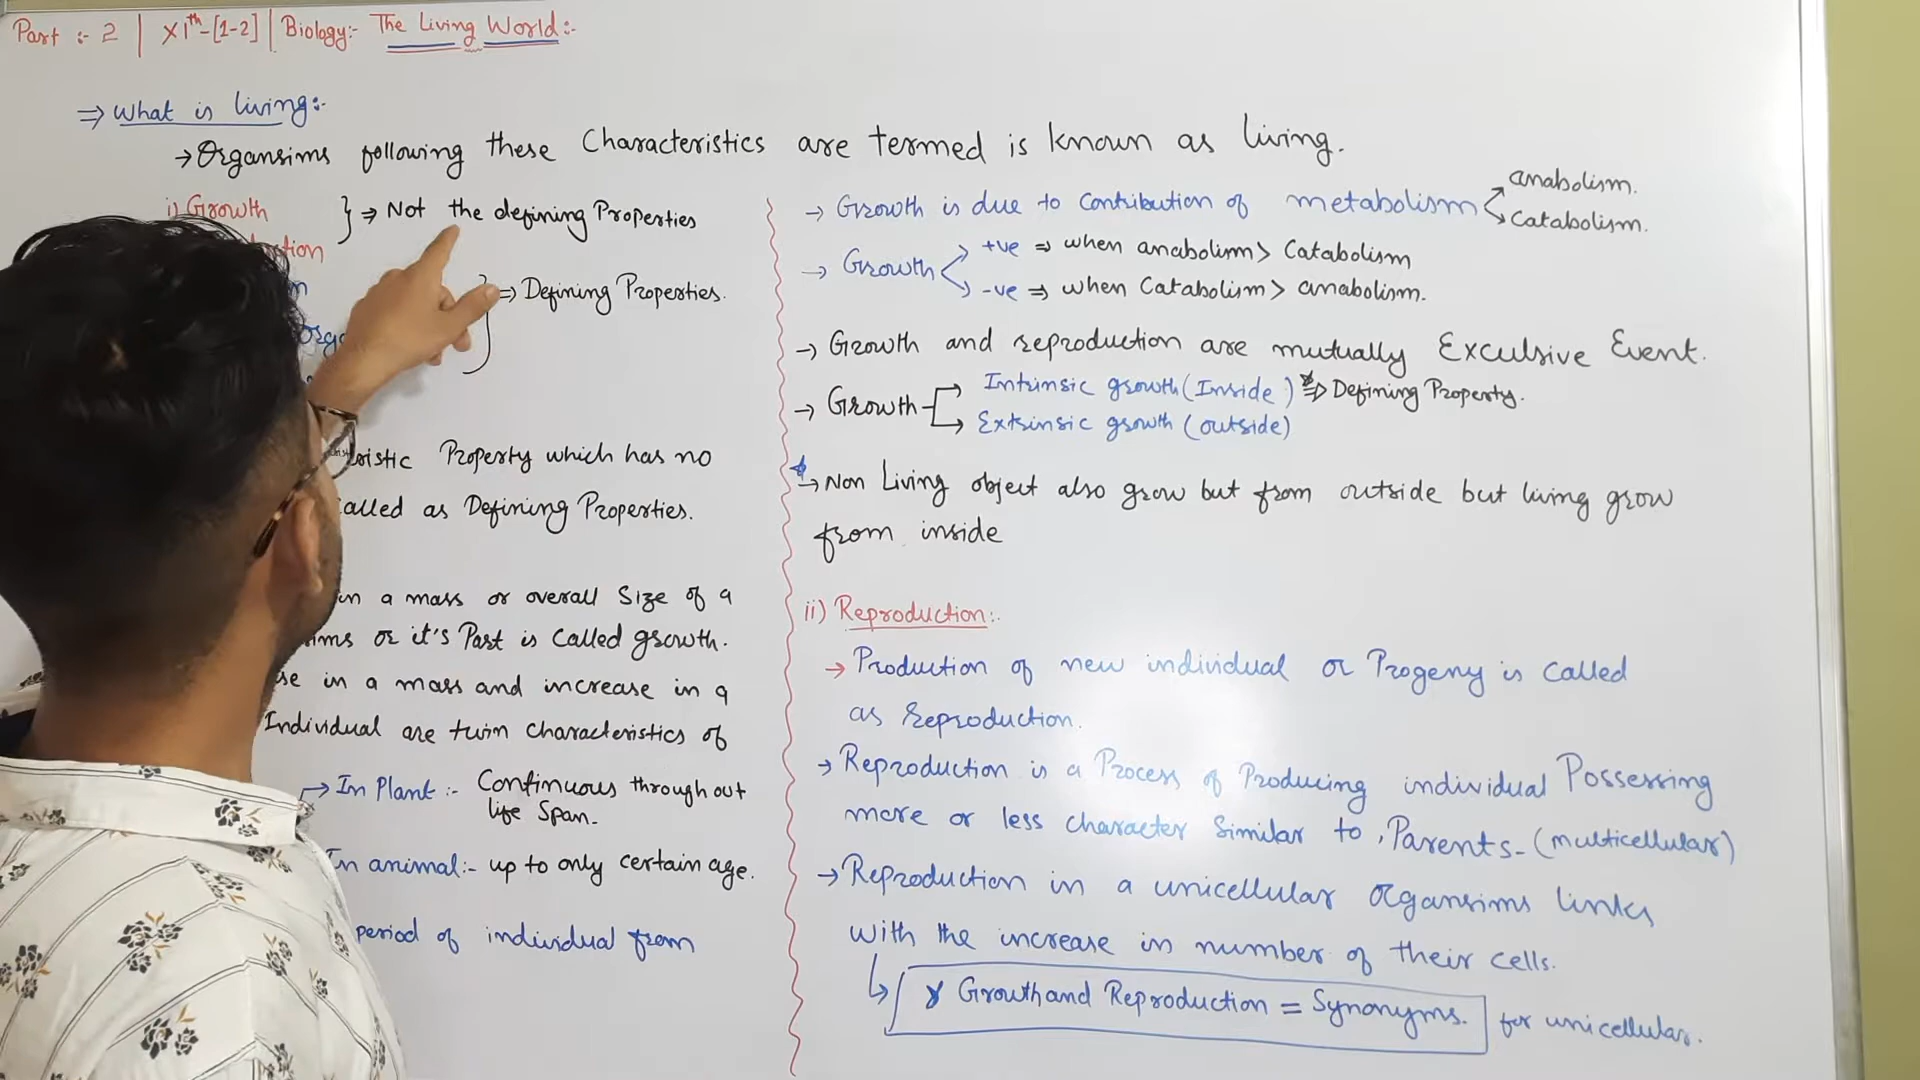 Part :- 2 | XIth-[1-2] | Biology:- The Living World:-
⇒ What is living:-
→ Organsims following these Characteristics are termed is known as living.
i) Growth } ⇒ Not the defining Properties
⇒ Defining Properties.
Property which has no
as Defining Properties.
in a mass or overall Size of a
or it's Part is Called growth.
in a mass and increase in a
Individual are twin characteristics of
→ In Plant :- Continuous through out
life Span.
In animal :- up to only certain age.
period of individual from
→ Growth is due to contribution of metabolism
anabolism.
Catabolism.
→ Growth
+ve ⇒ when anabolism > Catabolism
-ve ⇒ when Catabolism > anabolism.
→ Growth and reproduction are mutually Exculsive Event.
→ Growth
Intrinsic growth (Inside) ⇒ Defining Property.
Extrinsic growth (outside)
→ Non Living object also grow but from outside but living grow
from inside
ii) Reproduction:-
→ Production of new individual or Progeny is called
as reproduction.
→ Reproduction is a Process of Producing individual Possessing
more or less character Similar to Parents- (multicellular)
→ Reproduction in a unicellular organsims links
with the increase in number of their cells.
Growth and Reproduction = Synonyms. for unicellular.